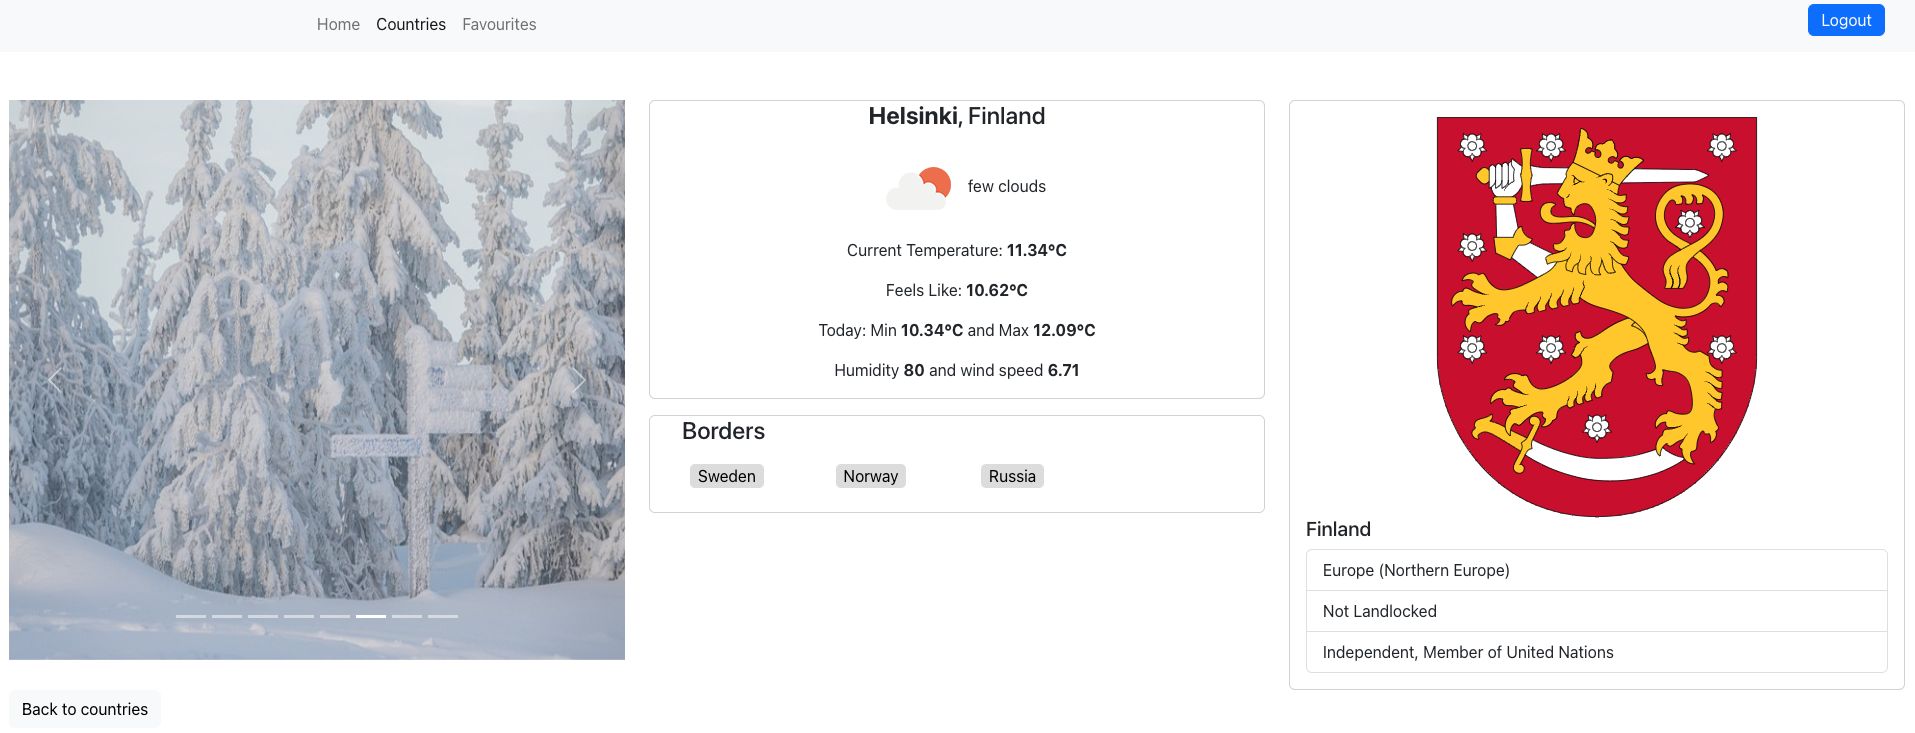 Home Countries Favourites
Logout
Helsinki, Finland
few clouds
Current Temperature: 11.34°C
Feels Like: 10.62°C
Today: Min 10.34°C and Max 12.09°C
Humidity 80 and wind speed 6.71
Borders
Sweden Norway Russia
Finland
Europe (Northern Europe)
Not Landlocked
Independent, Member of United Nations
Back to countries